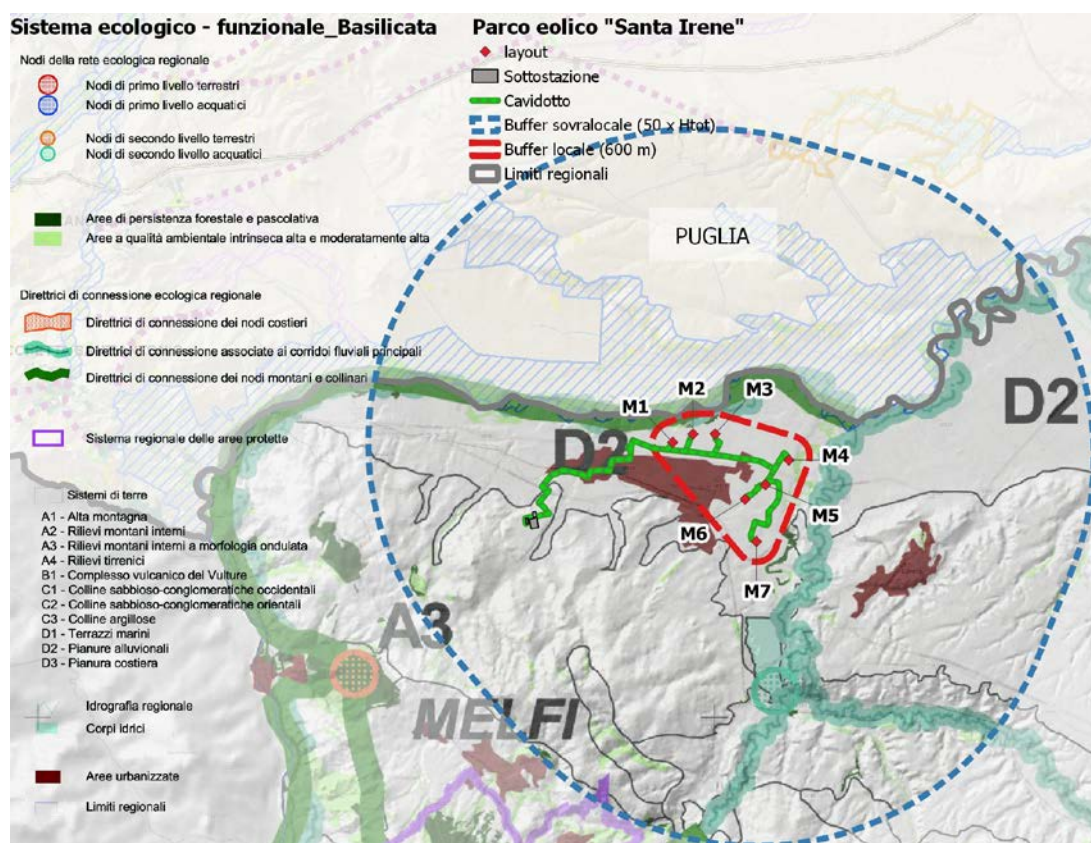 Sistema ecologico - funzionale_Basilicata
Nodi della rete ecologica regionale
Nodi di primo livello terrestri
Nodi di primo livello acquatici
Nodi di secondo livello terrestri
Nodi di secondo livello acquatici
Aree di persistenza forestale e pascolativa
Aree a qualità ambientale intrinseca alta e moderatamente alta
Direttrici di connessione ecologica regionale
Direttrici di connessione dei nodi costieri
Direttrici di connessione associate ai corridoi fluviali principali
Direttrici di connessione dei nodi montani e collinari
Sistema regionale delle aree protette
Sistemi di terre
A1 - Alta montagna
A2 - Rilievi montani interni
A3 - Rilievi montani interni a morfologia ondulata
A4 - Rilievi tirrenici
B1 - Complesso vulcanico del Vulture
C1 - Colline sabbioso-conglomeratiche occidentali
C2 - Colline sabbioso-conglomeratiche orientali
C3 - Colline argillose
D1 - Terrazzi marini
D2 - Pianure alluvionali
D3 - Pianura costiera
Idrografia regionale
Corpi idrici
Aree urbanizzate
Limiti regionali
Parco eolico "Santa Irene"
layout
Sottostazione
Cavidotto
Buffer sovralocale (50 x Htot)
Buffer locale (600 m)
Limiti regionali
PUGLIA
D2
M2
M3
M1
D2
M4
M5
M6
M7
A3
MELFI